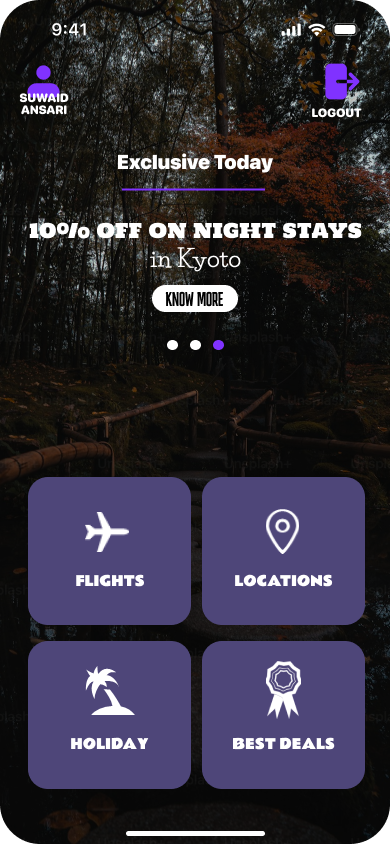 9:41
SUWAID
ANSARI
LOGOUT
Exclusive Today
10% OFF ON NIGHT STAYS
in Kyoto
KNOW MORE
FLIGHTS
LOCATIONS
HOLIDAY
BEST DEALS